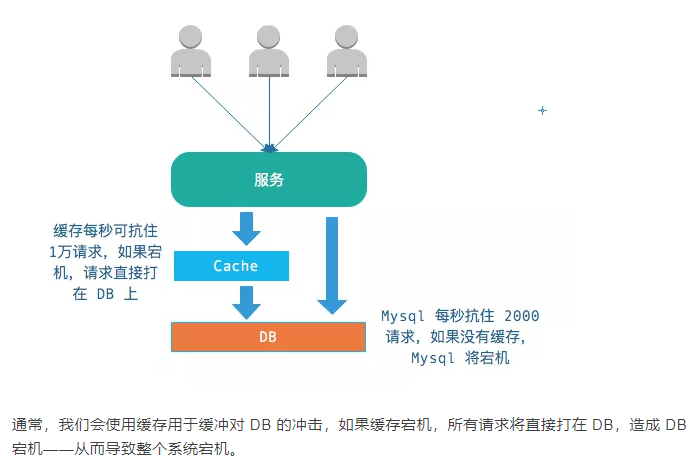 服务
缓存每秒可抗住
1万请求，如果宕
机，请求直接打
在 DB 上
Cache
DB
Mysql 每秒抗住 2000
请求，如果没有缓存，
Mysql 将宕机
通常，我们会使用缓存用于缓冲对 DB 的冲击，如果缓存宕机，所有请求将直接打在 DB，造成 DB
宕机——从而导致整个系统宕机。